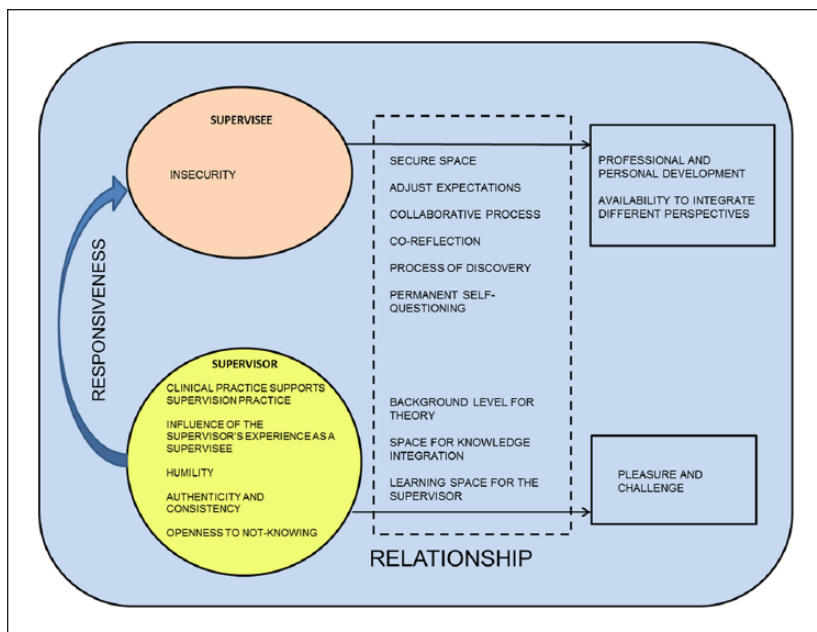 SUPERVISEE
INSECURITY
RESPONSIVENESS
SUPERVISOR
CLINICAL PRACTICE SUPPORTS
SUPERVISION PRACTICE
INFLUENCE OF THE
SUPERVISOR'S EXPERIENCE AS A
SUPERVISEE
HUMILITY
AUTHENTICITY AND
CONSISTENCY
OPENNESS TO NOT-KNOWING
SECURE SPACE
ADJUST EXPECTATIONS
COLLABORATIVE PROCESS
CO-REFLECTION
PROCESS OF DISCOVERY
PERMANENT SELF-
QUESTIONING
BACKGROUND LEVEL FOR
THEORY
SPACE FOR KNOWLEDGE
INTEGRATION
LEARNING SPACE FOR THE
SUPERVISOR
RELATIONSHIP
PROFESSIONAL AND
PERSONAL DEVELOPMENT
AVAILABILITY TO INTEGRATE
DIFFERENT PERSPECTIVES
PLEASURE AND
CHALLENGE